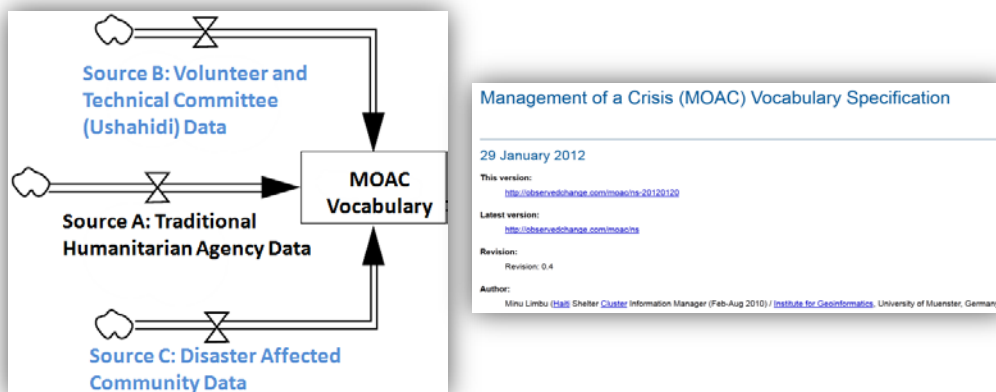 Source B: Volunteer and
Technical Committee
(Ushahidi) Data
MOAC
Vocabulary
Source A: Traditional
Humanitarian Agency Data
Source C: Disaster Affected
Community Data
Management of a Crisis (MOAC) Vocabulary Specification
29 January 2012
This version:
http://observedchange.com/moac/ns-20120120
Latest version:
http://observedchange.com/moac/ns
Revision:
Revision: 0.4
Author:
Minu Limbu (Haiti Shelter Cluster Information Manager (Feb-Aug 2010) / Institute for Geoinformatics, University of Muenster, Germany